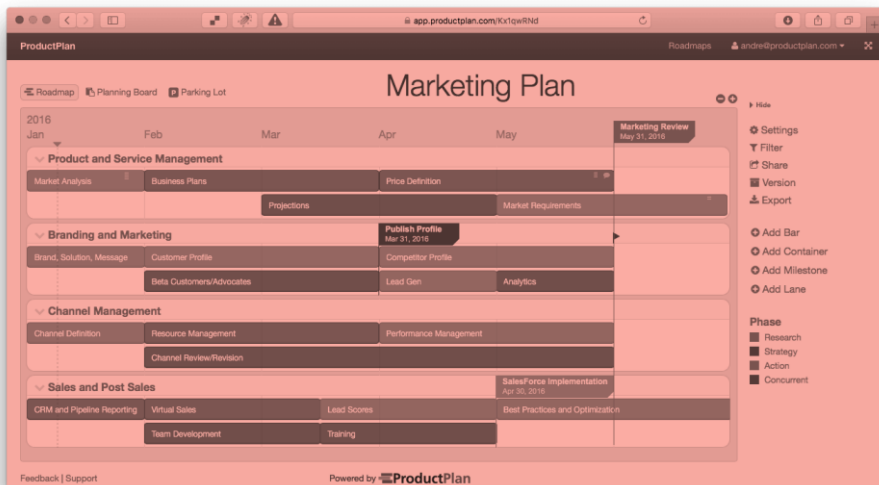 app.productplan.com/Kx1qwRNd
ProductPlan
Roadmaps
andre@productplan.com
Roadmap
Planning Board
Parking Lot
Marketing Plan
Hide
2016
Jan Feb Mar Apr May
Marketing Review
May 31, 2016
Product and Service Management
Market Analysis
Business Plans
Price Definition
Projections
Market Requirements
Branding and Marketing
Publish Profile
Mar 31, 2016
Brand, Solution, Message
Customer Profile
Competitor Profile
Beta Customers/Advocates
Lead Gen
Analytics
Channel Management
Channel Definition
Resource Management
Performance Management
Channel Review/Revision
Sales and Post Sales
SalesForce Implementation
Apr 30, 2016
CRM and Pipeline Reporting
Virtual Sales
Lead Scores
Best Practices and Optimization
Team Development
Training
Settings
Filter
Share
Version
Export
Add Bar
Add Container
Add Milestone
Add Lane
Phase
Research
Strategy
Action
Concurrent
Feedback | Support
Powered by ProductPlan